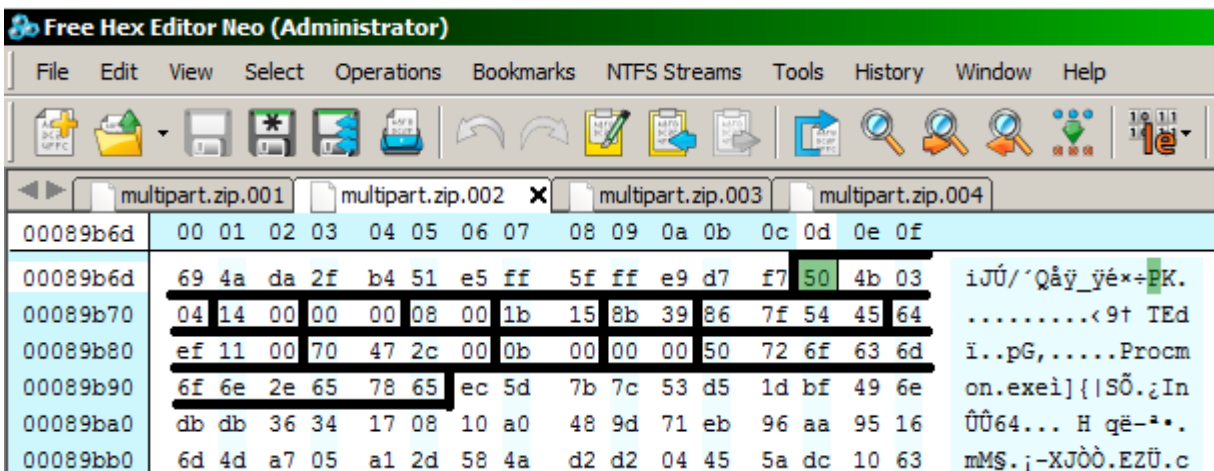 Free Hex Editor Neo (Administrator)
File Edit View Select Operations Bookmarks NTFS Streams Tools History Window Help
multipart.zip.001 multipart.zip.002 X multipart.zip.003 multipart.zip.004
00089b6d 00 01 02 03 04 05 06 07 08 09 0a 0b 0c 0d 0e 0f
00089b6d 69 4a da 2f b4 51 e5 ff 5f ff e9 d7 f7 50 4b 03 iJÚ/´Qåÿ_ÿé×÷PK.
00089b70 04 14 00 00 00 08 00 1b 15 8b 39 86 7f 54 45 64 .........‹9† TEd
00089b80 ef 11 00 70 47 2c 00 0b 00 00 00 50 72 6f 63 6d ï..pG,.....Procm
00089b90 6f 6e 2e 65 78 65 ec 5d 7b 7c 53 d5 1d bf 49 6e on.exeì]{|SÕ.¿In
00089ba0 db db 36 34 17 08 10 a0 48 9d 71 eb 96 aa 95 16 ÛÛ64... H që–ª•.
00089bb0 6d 4d a7 05 a1 2d 58 4a d2 d2 04 45 5a dc 10 63 mM§.¡-XJÒÒ.EZÜ.c